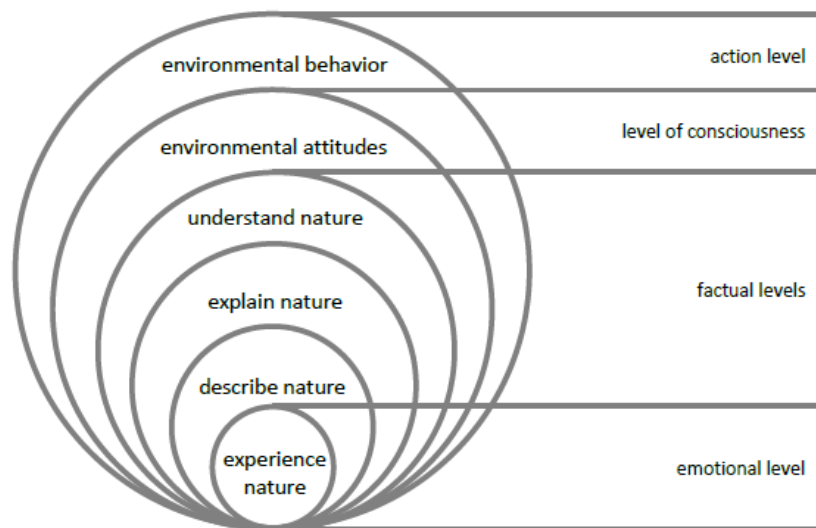 environmental behavior
action level
level of consciousness
environmental attitudes
understand nature
factual levels
explain nature
describe nature
experience
nature
emotional level